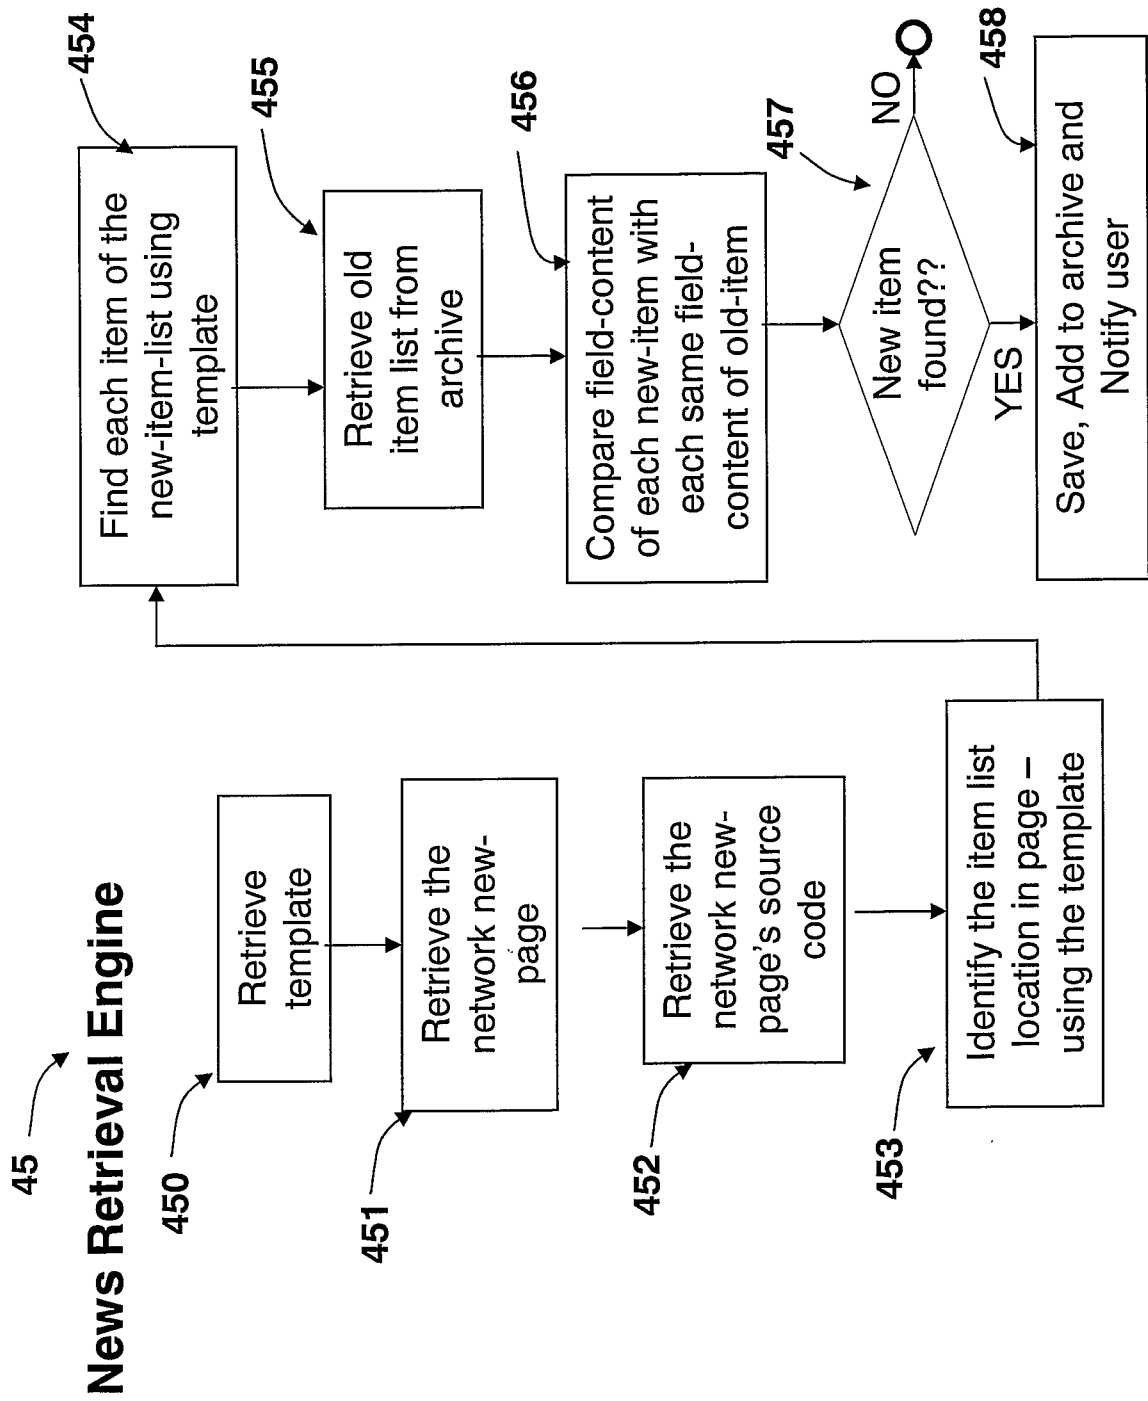 45
News Retrieval Engine
450
Retrieve
template
451
Retrieve the
network new-
page
452
Retrieve the
network new-
page's source
code
453
Identify the item list
location in page –
using the template
454
Find each item of the
new-item-list using
template
455
Retrieve old
item list from
archive
456
Compare field-content
of each new-item with
each same field-
content of old-item
457
New item
found??
NO
YES
458
Save, Add to archive and
Notify user